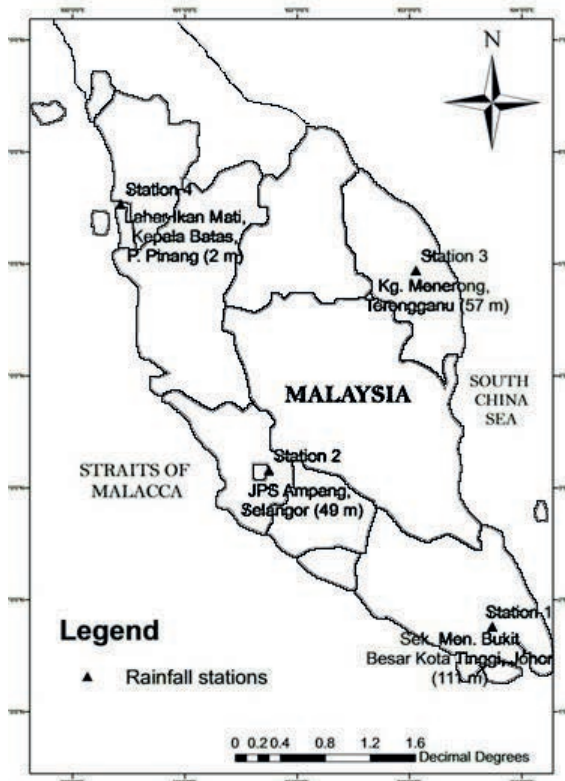 N
Station 4
Lahar Ikan Mati,
Kepala Batas,
P. Pinang (2 m)
Station 3
Kg. Menerong,
Terengganu (57 m)
MALAYSIA
SOUTH
CHINA
SEA
STRAITS OF
MALACCA
Station 2
JPS Ampang,
Selangor (49 m)
Station 1
Sek. Men. Bukit
Besar Kota Tinggi, Johor
(111 m)
Legend
Rainfall stations
0 0.2 0.4 0.8 1.2 1.6
Decimal Degrees